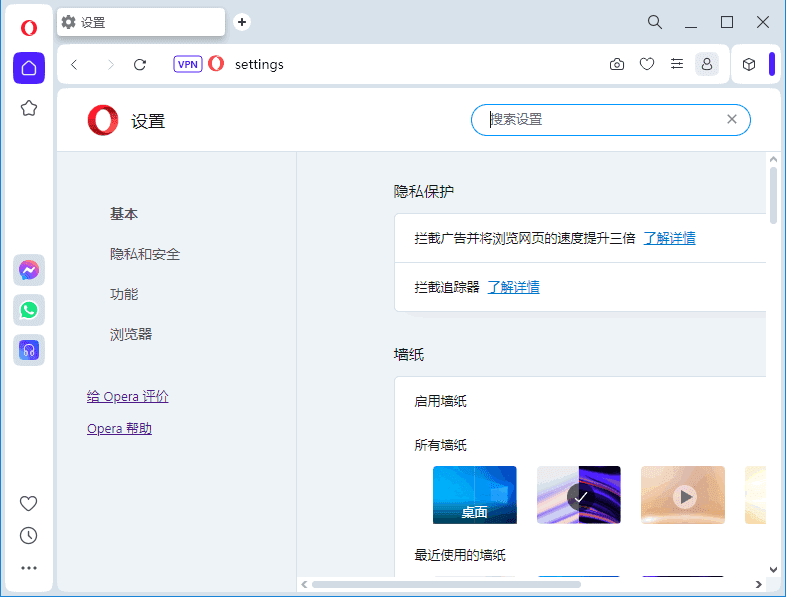 设置
VPN
settings
设置
搜索设置
基本
隐私和安全
功能
浏览器
给 Opera 评价
Opera 帮助
隐私保护
拦截广告并将浏览网页的速度提升三倍 了解详情
拦截追踪器 了解详情
墙纸
启用墙纸
所有墙纸
桌面
最近使用的墙纸